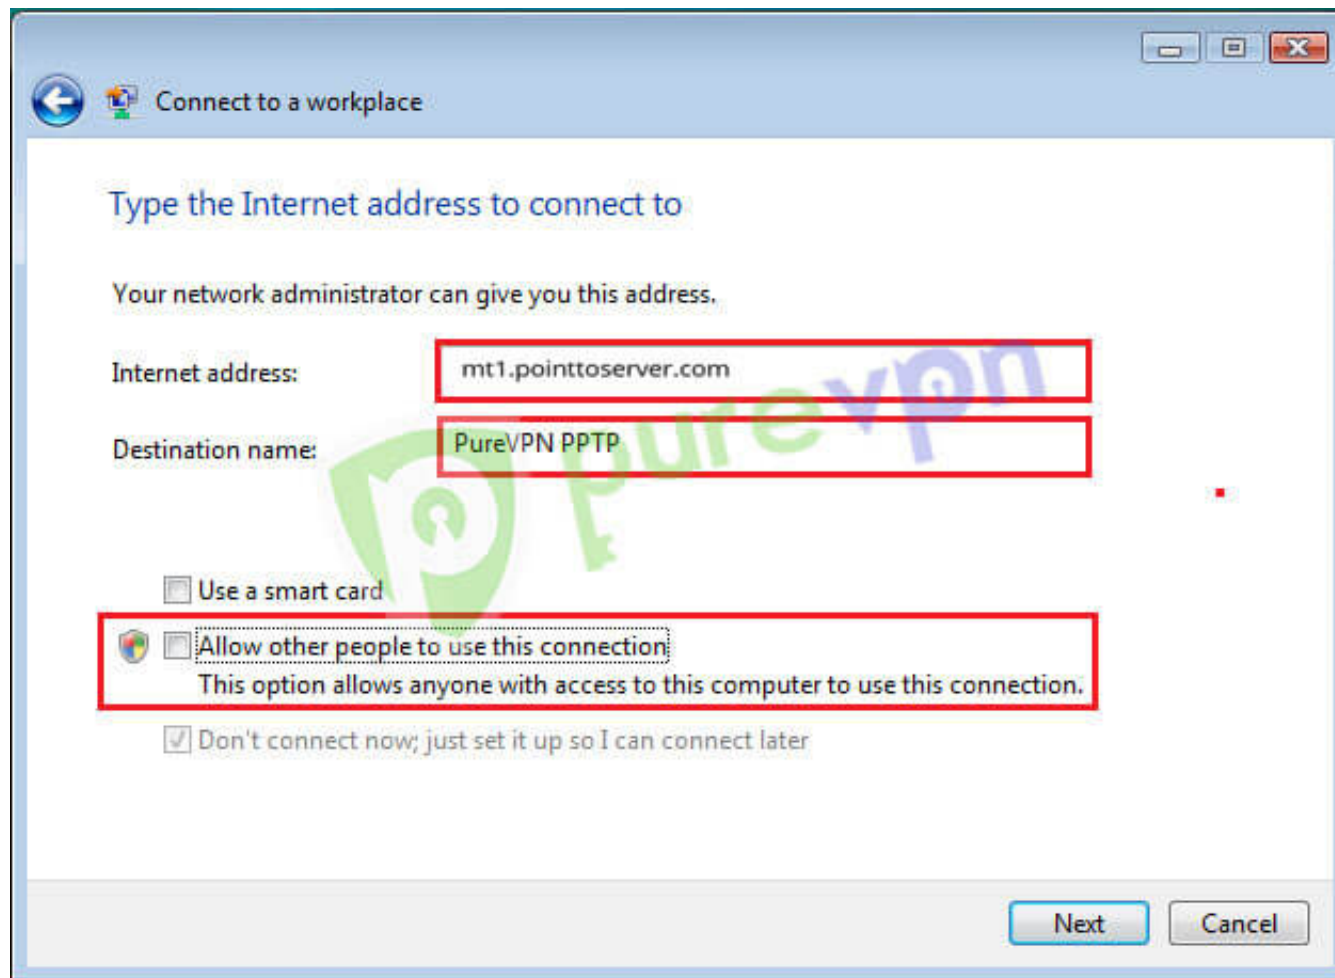 Connect to a workplace
Type the Internet address to connect to
Your network administrator can give you this address.
Internet address: mt1.pointtoserver.com
Destination name: PureVPN PPTP
purevpn
Use a smart card
Allow other people to use this connection
This option allows anyone with access to this computer to use this connection.
Don't connect now; just set it up so I can connect later
Next Cancel